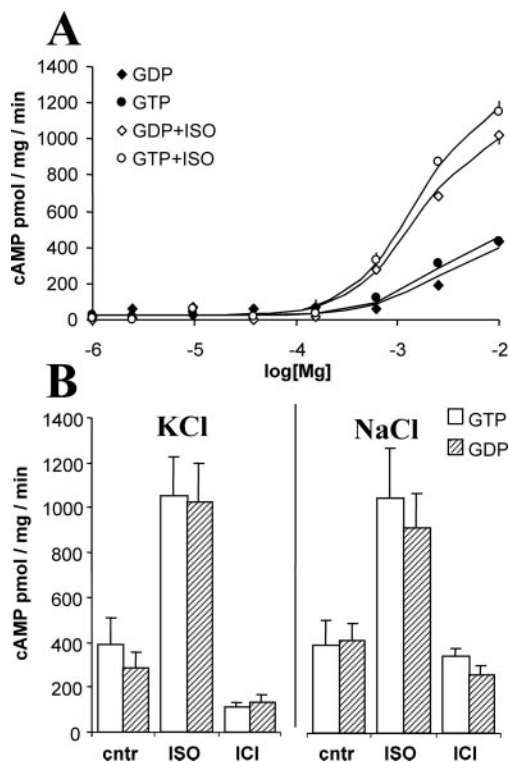 A
1400
1200
1000
800
600
400
200
0
cAMP pmol / mg / min
GDP
GTP
GDP+ISO
GTP+ISO
-6 -5 -4 -3 -2
log[Mg]
B
1400
1200
1000
800
600
400
200
0
cAMP pmol / mg / min
KCl
NaCl
GTP
GDP
cntr ISO ICI cntr ISO ICI